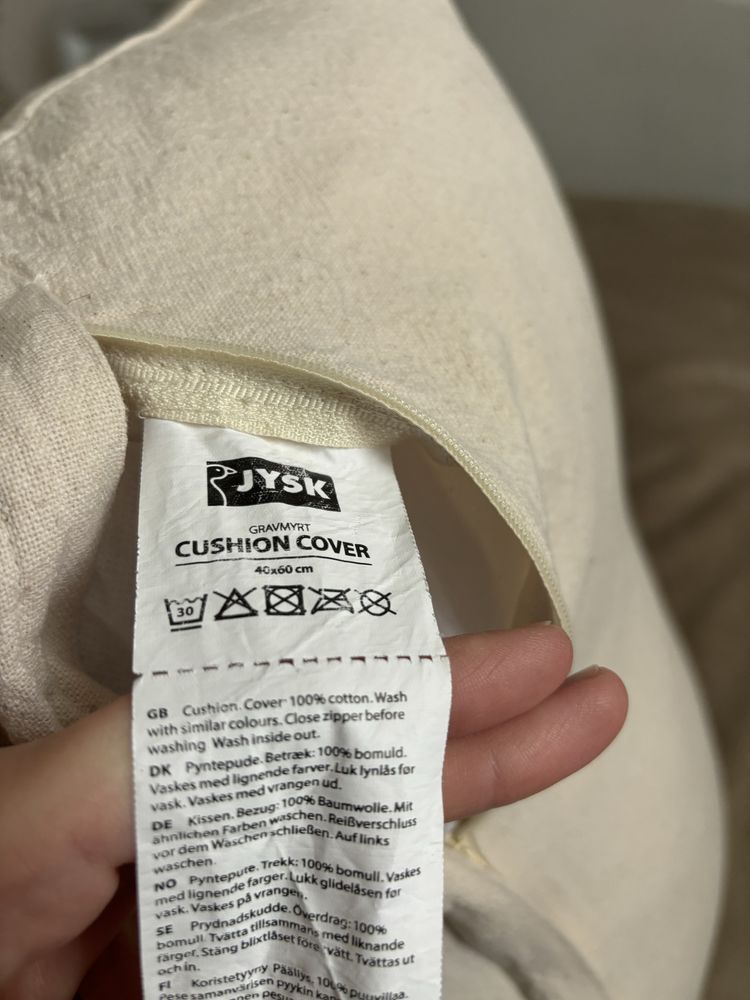 JYSK
GRAVMYRT
CUSHION COVER
40x60 cm
30
GB Cushion. Cover 100% cotton. Wash
with similar colours. Close zipper before
washing Wash inside out.
DK Pyntepude. Betræk: 100% bomuld.
Vaskes med lignende farver. Luk lynlås før
vask. Vaskes med vrangen ud.
DE Kissen. Bezug: 100% Baumwolle. Mit
ähnlichen Farben waschen. Reißverschluss
vor dem Waschen schließen. Auf links
waschen.
NO Pyntepute. Trekk: 100% bomull. Vaskes
med lignende farger. Lukk glidelåsen før
vask. Vaskes på vrangen.
SE Prydnadskudde. Överdrag: 100%
bomull. Tvätta tillsammans med liknande
färger. Stäng blixtlåset före tvätt. Tvättas ut
och in.
FI Koristetyyny Päällys, 100% puuvillaa.
Pese samanvärisen pyykin